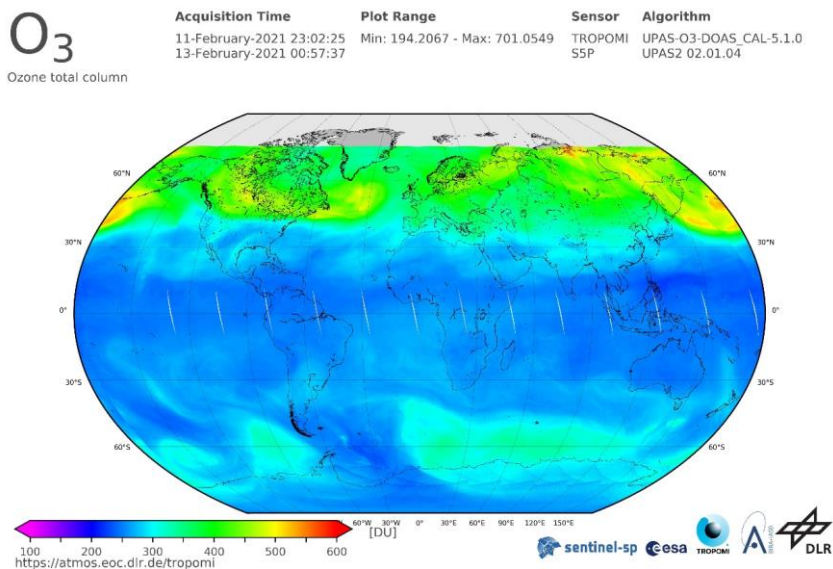 O3
Ozone total column
Acquisition Time
11-February-2021 23:02:25
13-February-2021 00:57:37
Plot Range
Min: 194.2067 - Max: 701.0549
Sensor
TROPOMI
S5P
Algorithm
UPAS-O3-DOAS_CAL-5.1.0
UPAS2 02.01.04
60°N 60°N
30°N 30°N
0° 0°
30°S 30°S
60°S 60°S
60°W 30°W 0° 30°E 60°E 90°E 120°E 150°E
[DU]
100 200 300 400 500 600
https://atmos.eoc.dlr.de/tropomi
sentinel-5p
esa
TROPOMI
DLR